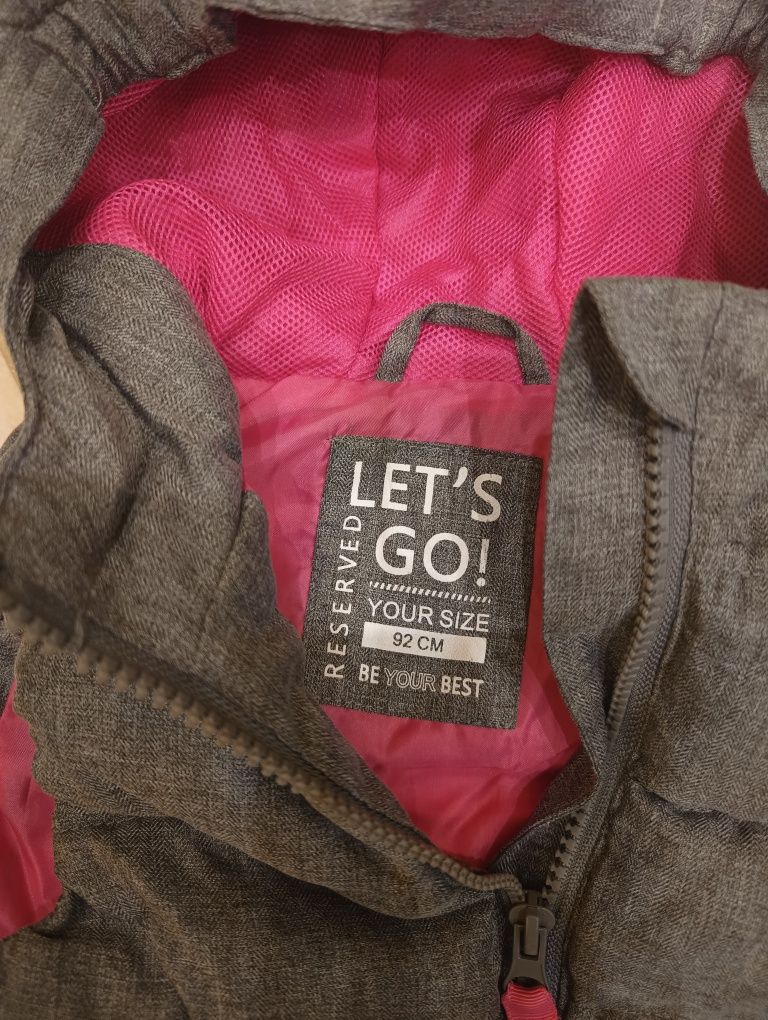 LET'S
GO!
RESERVED
YOUR SIZE
92 CM
BE YOUR BEST